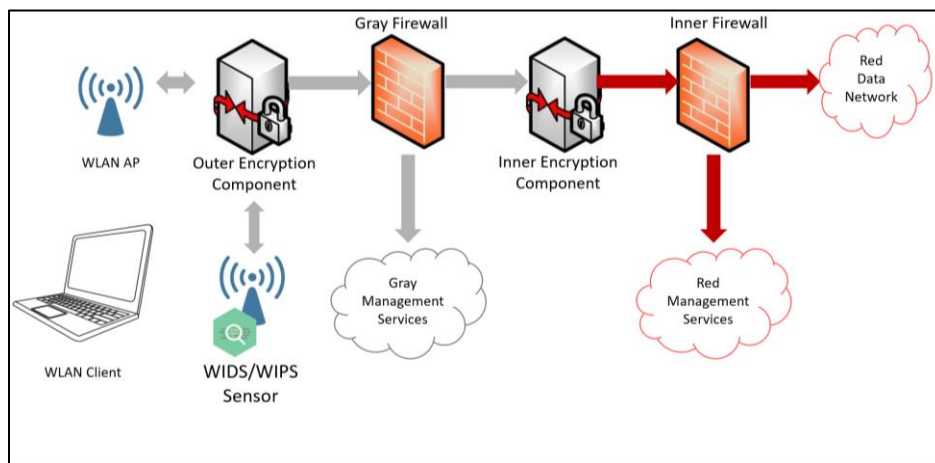 Gray Firewall
Inner Firewall
Red
Data
Network
WLAN AP
Outer Encryption
Component
Inner Encryption
Component
Gray
Management
Services
Red
Management
Services
WLAN Client
WIDS/WIPS
Sensor